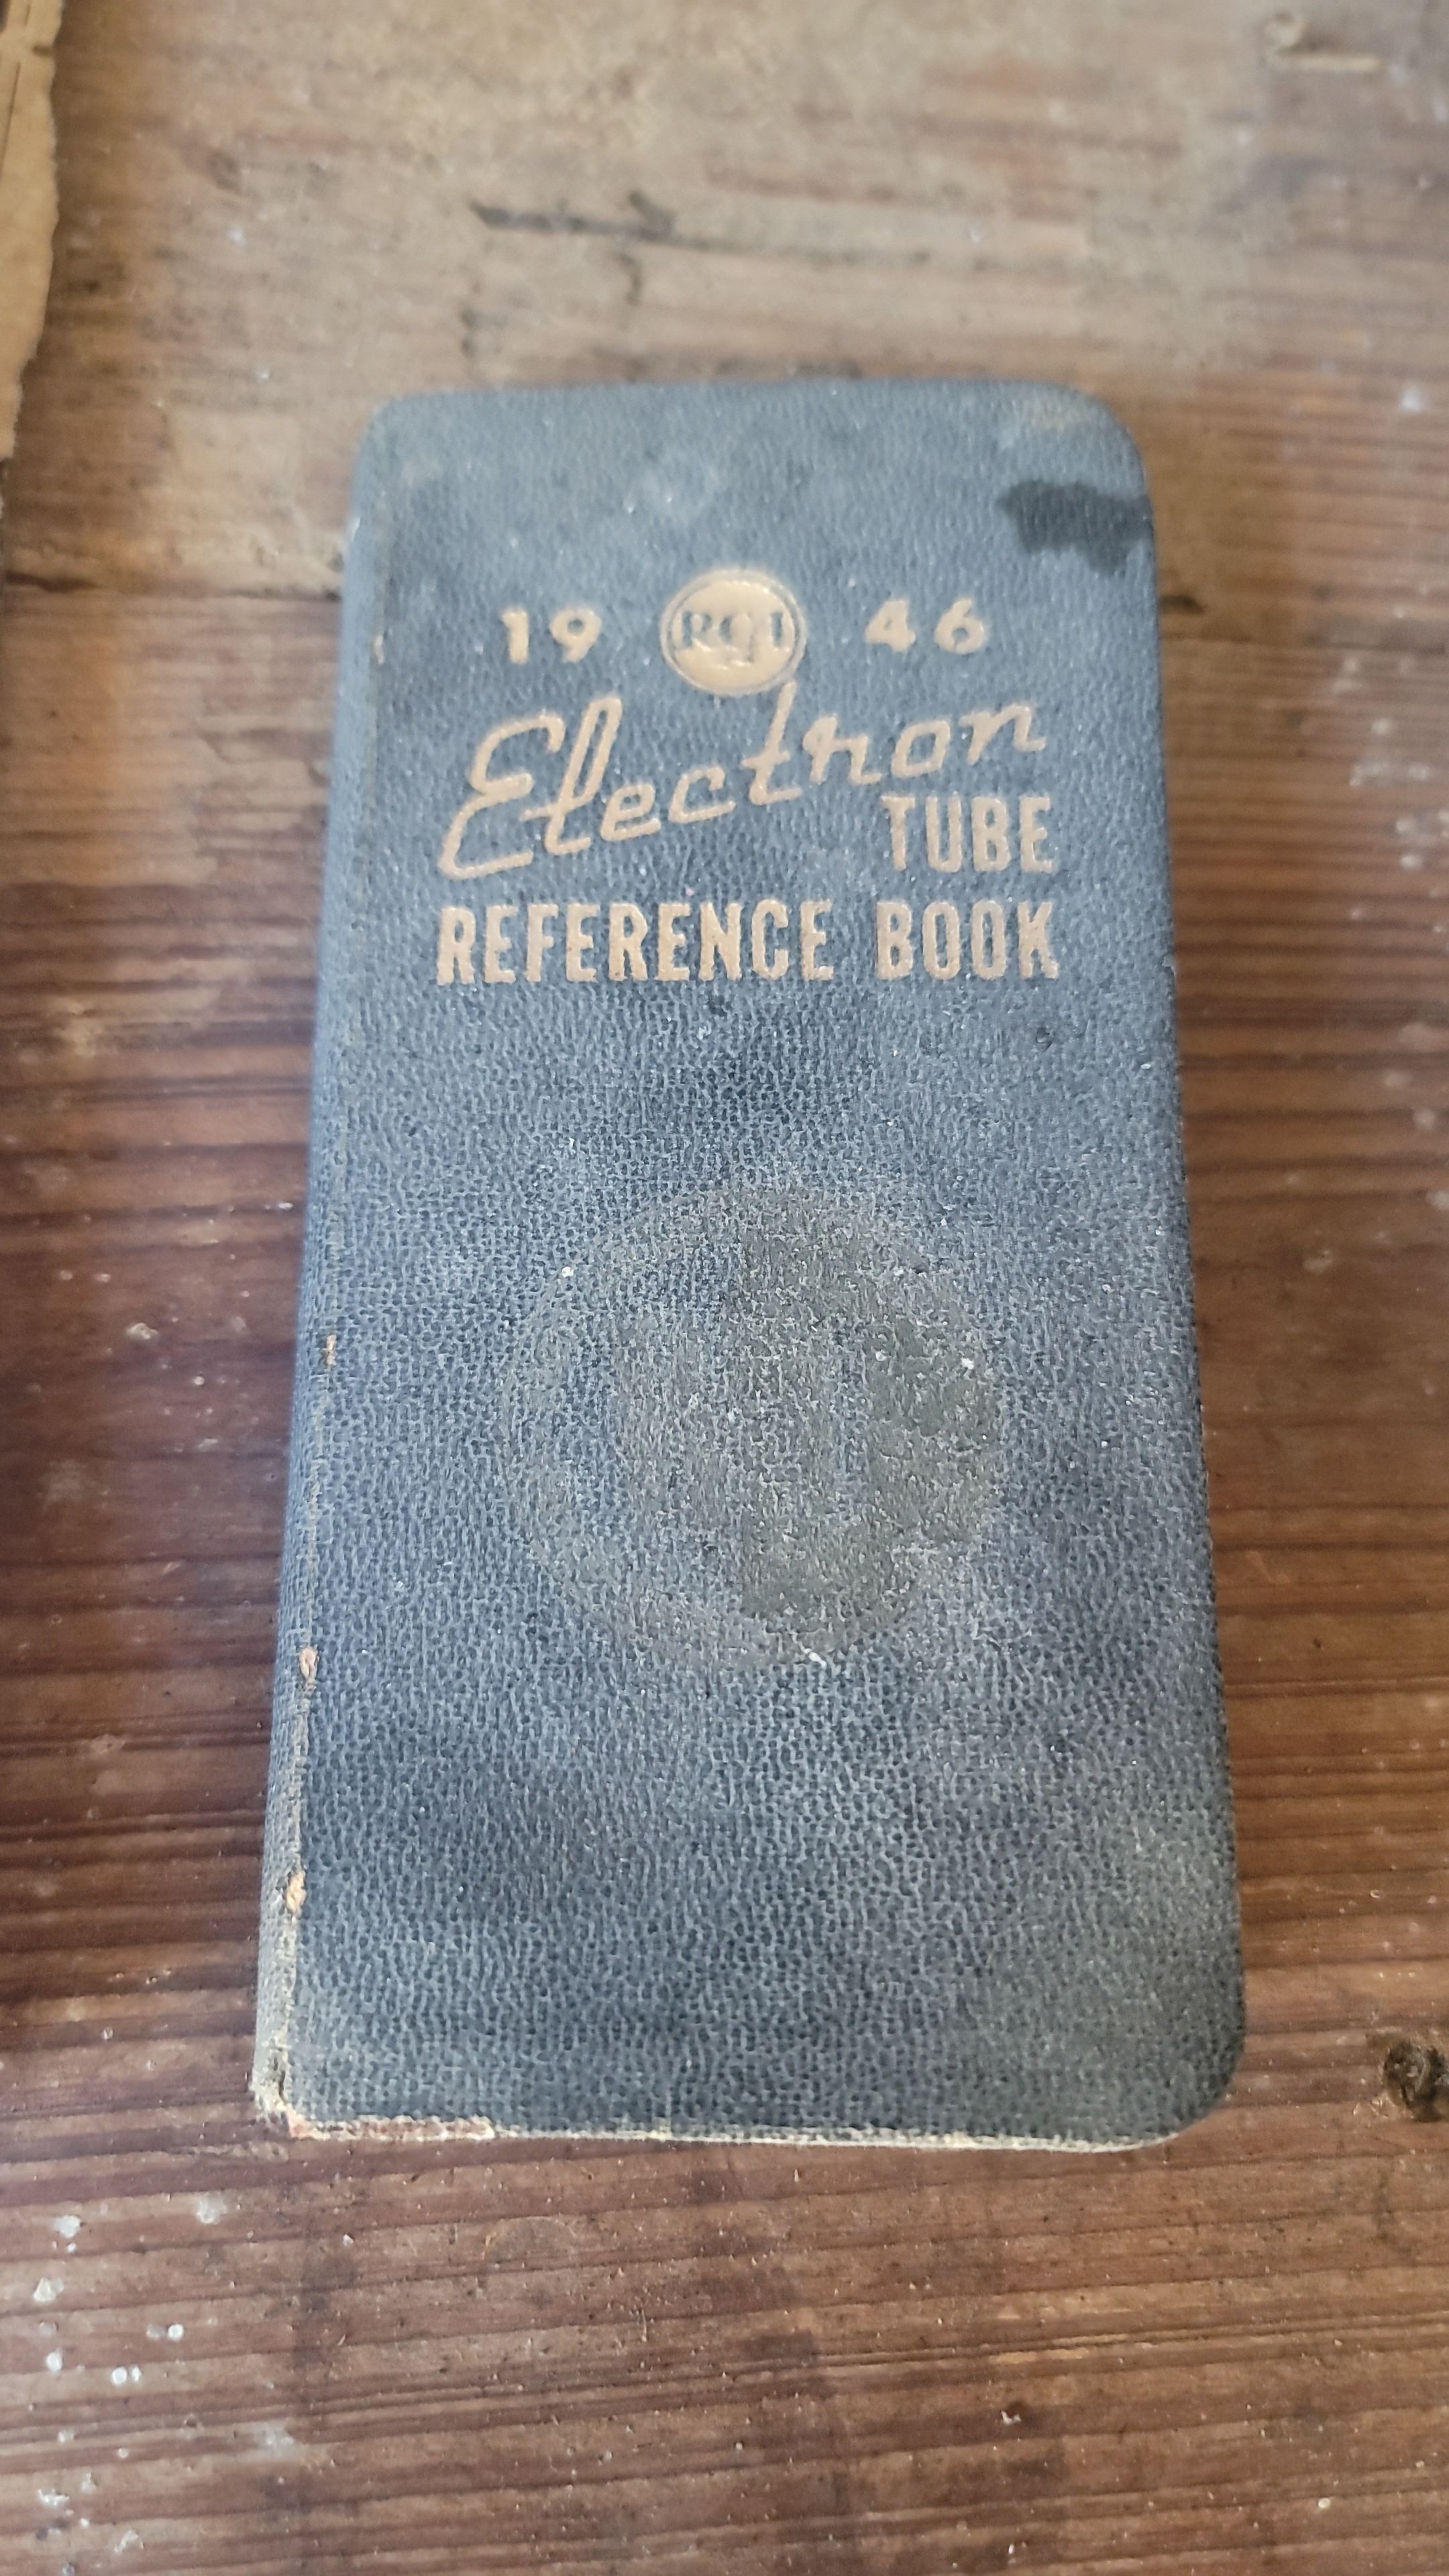 19 RCA 46
Electron
TUBE
REFERENCE BOOK